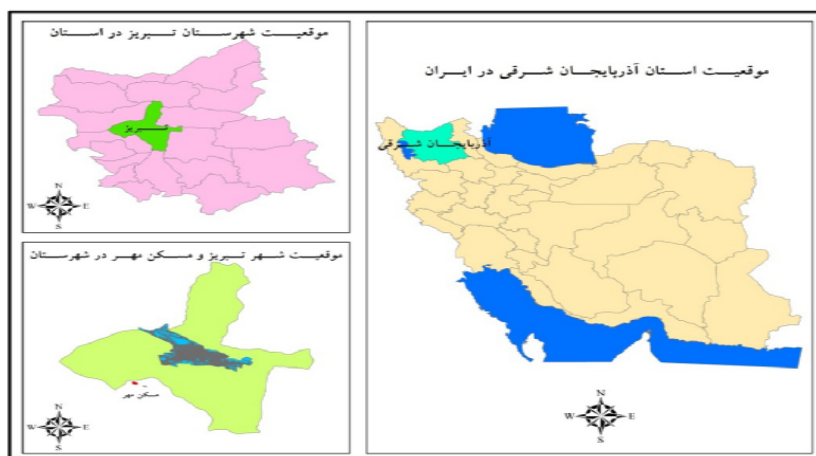 موقعیت استان آذربایجان شرقی در ایران
آذربایجان شرقی
N
W E
S
موقعیت شهرستان تبریز در استان
تبریز
N
W E
S
موقعیت شهر تبریز و مسکن مهر در شهرستان
مسکن مهر
N
W E
S